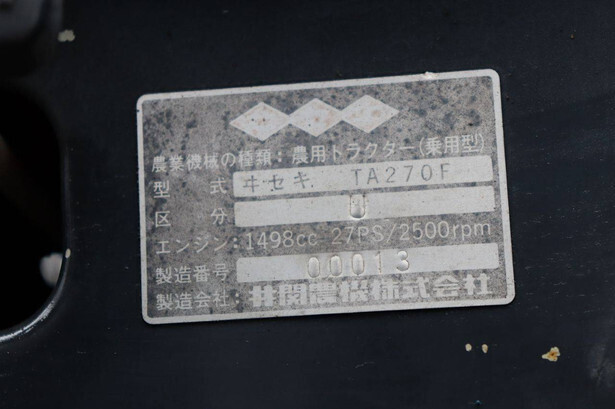 農業機械の種類：農用トラクター(乗用型)
型式 ヰセキ TA270F
区分 U
エンジン：1498cc 27PS/2500rpm
製造番号 00013
製造会社：井関農機株式会社